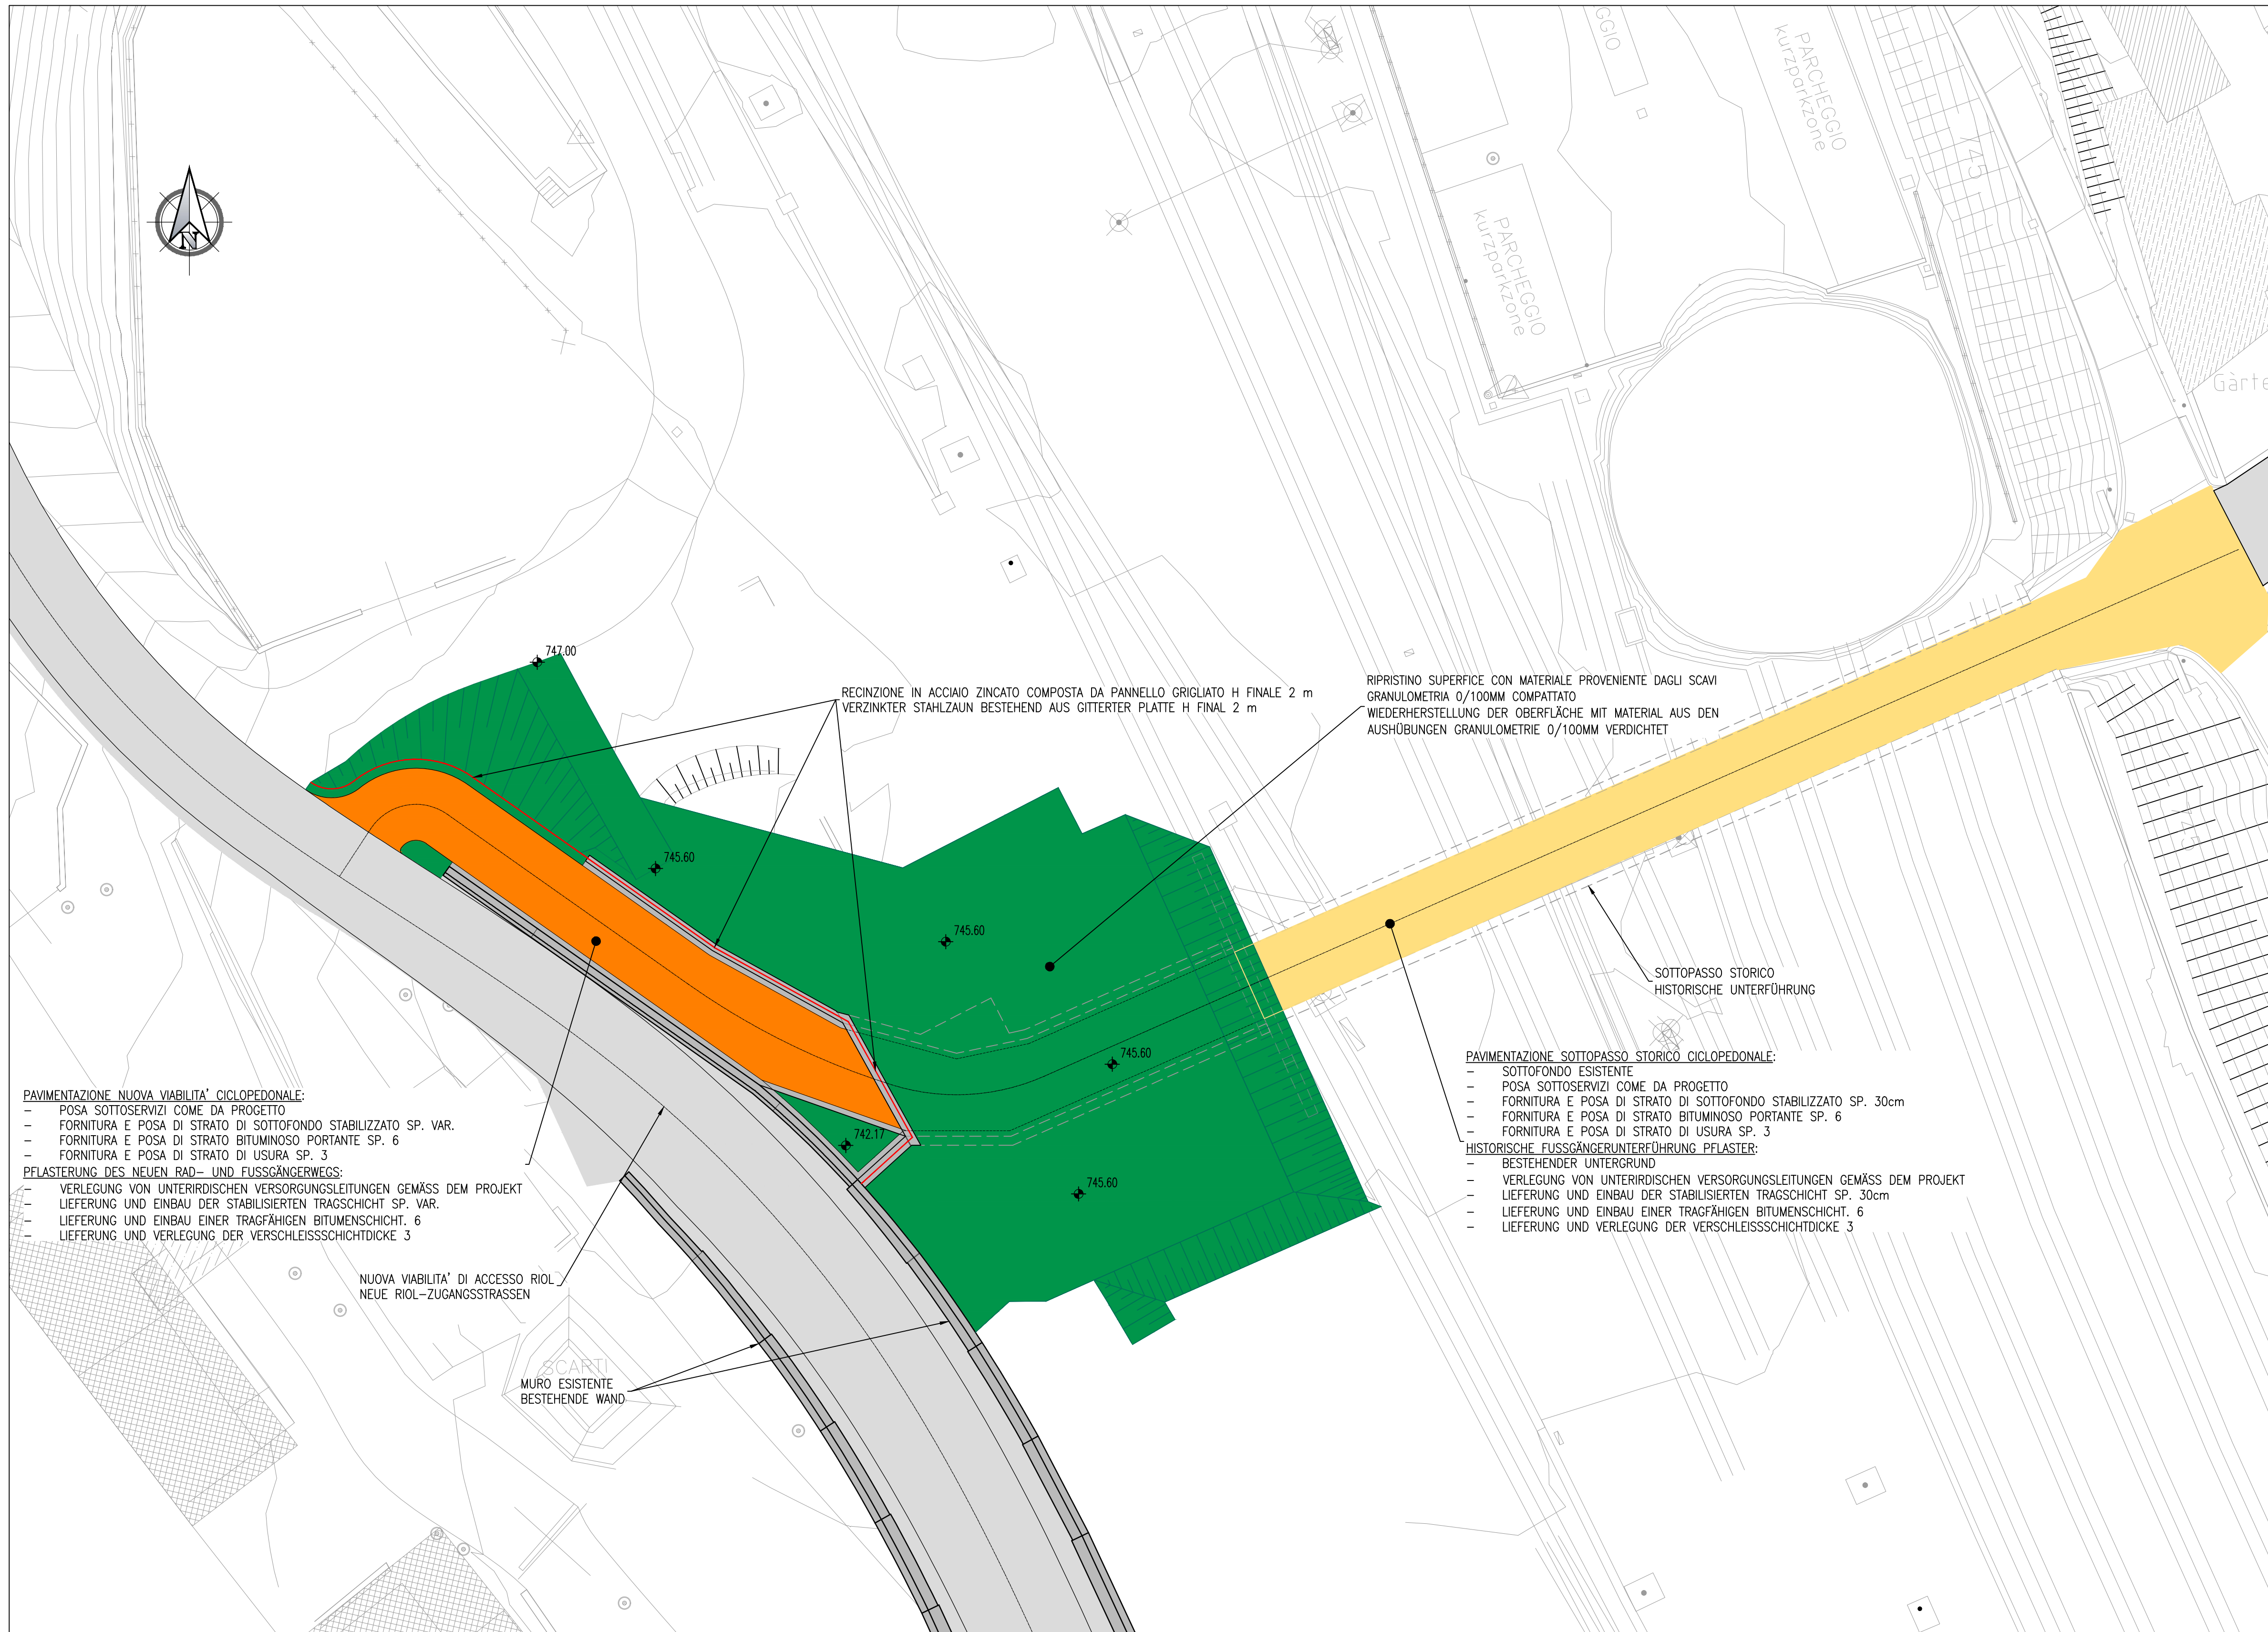 GGIO
PARCHEGGIO
kurzparkzone
PARCHEGGIO
kurzparkzone
745
Gärte
N
747.00
RECINZIONE IN ACCIAIO ZINCATO COMPOSTA DA PANNELLO GRIGLIATO H FINALE 2 m
VERZINKTER STAHLZAUN BESTEHEND AUS GITTERTER PLATTE H FINAL 2 m
RIPRISTINO SUPERFICE CON MATERIALE PROVENIENTE DAGLI SCAVI
GRANULOMETRIA 0/100MM COMPATTATO
WIEDERHERSTELLUNG DER OBERFLÄCHE MIT MATERIAL AUS DEN
AUSHÜBUNGEN GRANULOMETRIE 0/100MM VERDICHTET
745.60
745.60
SOTTOPASSO STORICO
HISTORISCHE UNTERFÜHRUNG
745.60
742.17
745.60
PAVIMENTAZIONE NUOVA VIABILITA' CICLOPEDONALE:
– POSA SOTTOSERVIZI COME DA PROGETTO
– FORNITURA E POSA DI STRATO DI SOTTOFONDO STABILIZZATO SP. VAR.
– FORNITURA E POSA DI STRATO BITUMINOSO PORTANTE SP. 6
– FORNITURA E POSA DI STRATO DI USURA SP. 3
PFLASTERUNG DES NEUEN RAD– UND FUSSGÄNGERWEGS:
– VERLEGUNG VON UNTERIRDISCHEN VERSORGUNGSLEITUNGEN GEMÄSS DEM PROJEKT
– LIEFERUNG UND EINBAU DER STABILISIERTEN TRAGSCHICHT SP. VAR.
– LIEFERUNG UND EINBAU EINER TRAGFÄHIGEN BITUMENSCHICHT. 6
– LIEFERUNG UND VERLEGUNG DER VERSCHLEISSSCHICHTDICKE 3
PAVIMENTAZIONE SOTTOPASSO STORICO CICLOPEDONALE:
– SOTTOFONDO ESISTENTE
– POSA SOTTOSERVIZI COME DA PROGETTO
– FORNITURA E POSA DI STRATO DI SOTTOFONDO STABILIZZATO SP. 30cm
– FORNITURA E POSA DI STRATO BITUMINOSO PORTANTE SP. 6
– FORNITURA E POSA DI STRATO DI USURA SP. 3
HISTORISCHE FUSSGÄNGERUNTERFÜHRUNG PFLASTER:
– BESTEHENDER UNTERGRUND
– VERLEGUNG VON UNTERIRDISCHEN VERSORGUNGSLEITUNGEN GEMÄSS DEM PROJEKT
– LIEFERUNG UND EINBAU DER STABILISIERTEN TRAGSCHICHT SP. 30cm
– LIEFERUNG UND EINBAU EINER TRAGFÄHIGEN BITUMENSCHICHT. 6
– LIEFERUNG UND VERLEGUNG DER VERSCHLEISSSCHICHTDICKE 3
NUOVA VIABILITA' DI ACCESSO RIOL
NEUE RIOL–ZUGANGSSTRASSEN
SCARTI
MURO ESISTENTE
BESTEHENDE WAND